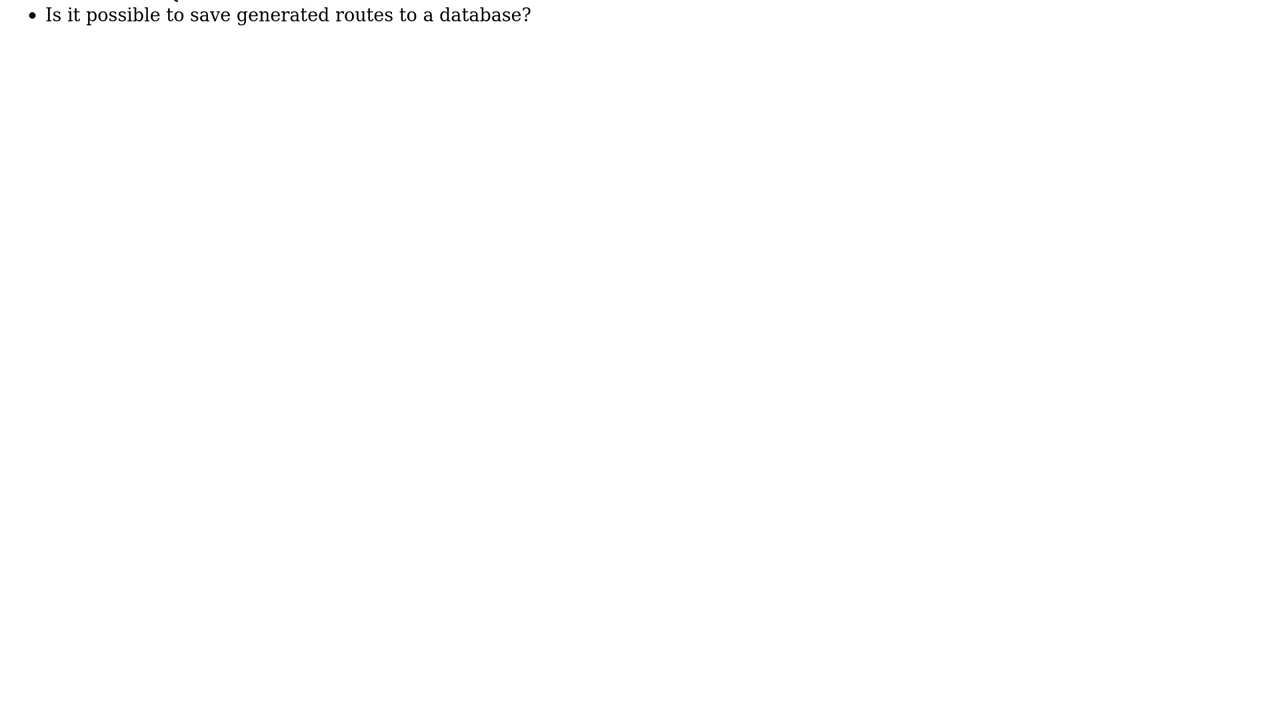 Is it possible to save generated routes to a database?